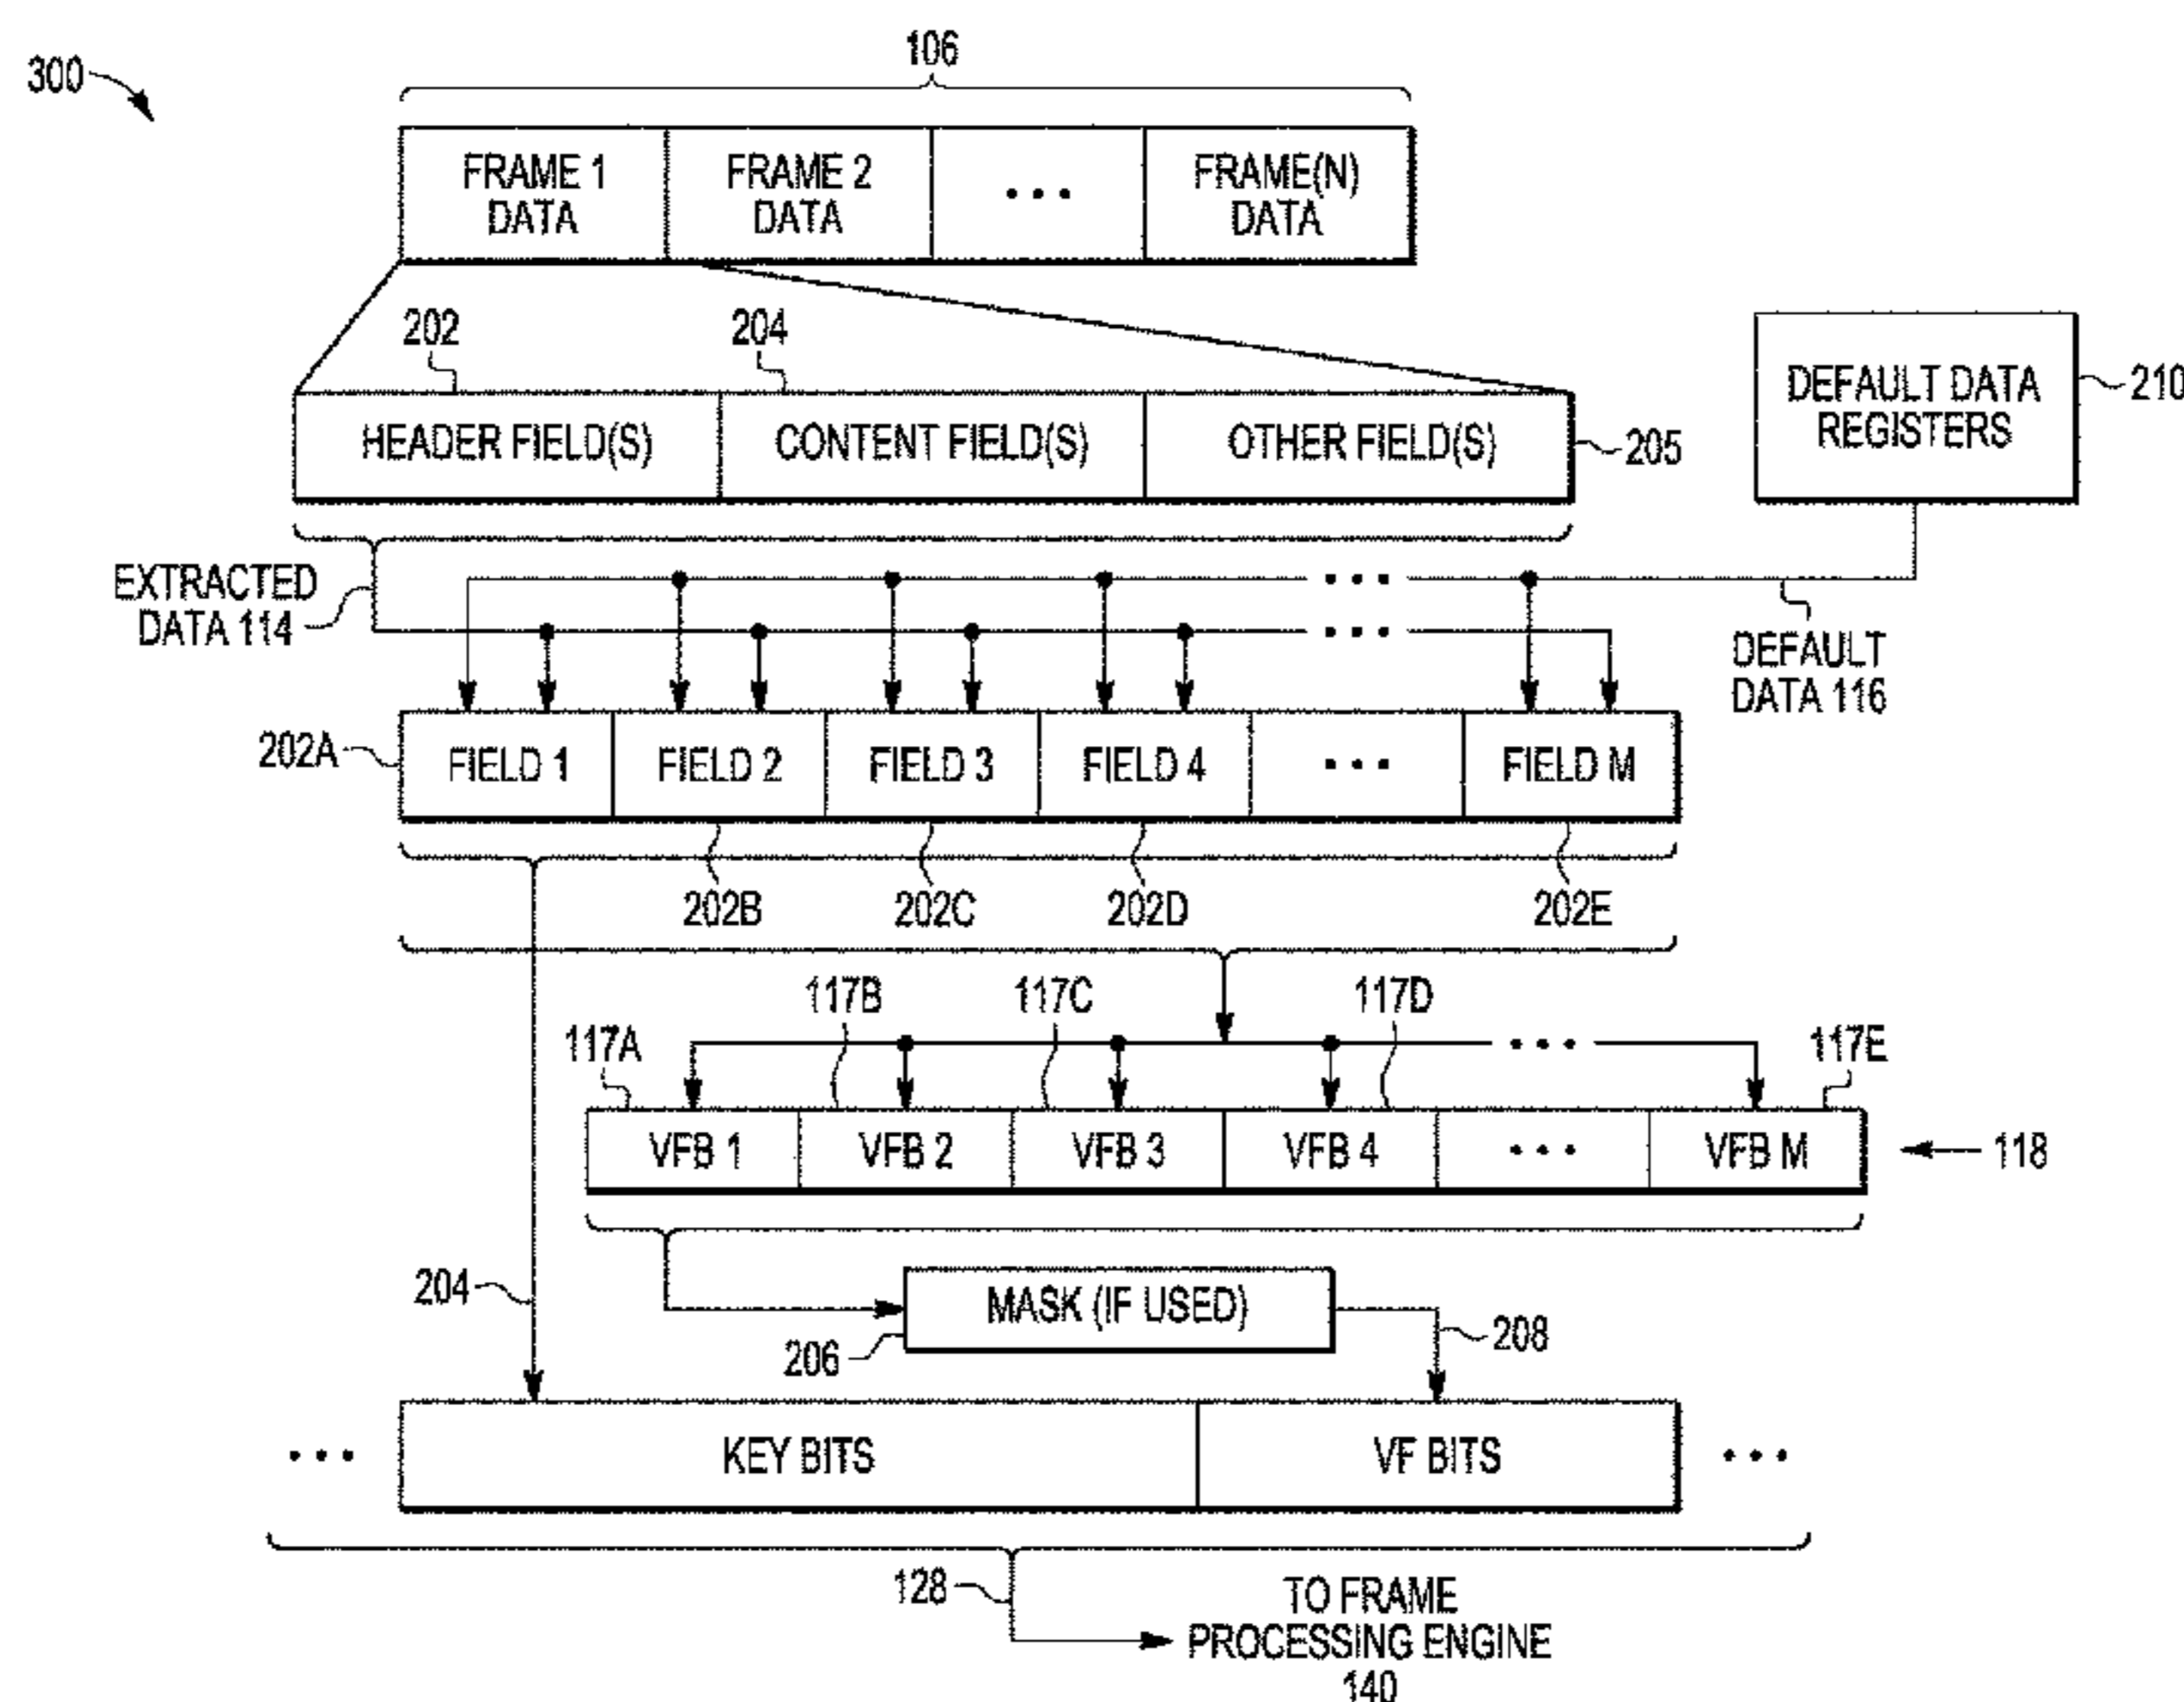 300
106
FRAME 1
DATA
FRAME 2
DATA
• • •
FRAME(N)
DATA
202
204
HEADER FIELD(S)
CONTENT FIELD(S)
OTHER FIELD(S)
205
DEFAULT DATA
REGISTERS
210
EXTRACTED
DATA 114
• • •
• • •
DEFAULT
DATA 116
202A
FIELD 1
FIELD 2
FIELD 3
FIELD 4
• • •
FIELD M
202B
202C
202D
202E
117A
117B
117C
117D
• • •
117E
VFB 1
VFB 2
VFB 3
VFB 4
• • •
VFB M
118
204
MASK (IF USED)
206
208
• • •
KEY BITS
VF BITS
• • •
128
TO FRAME
PROCESSING ENGINE
140